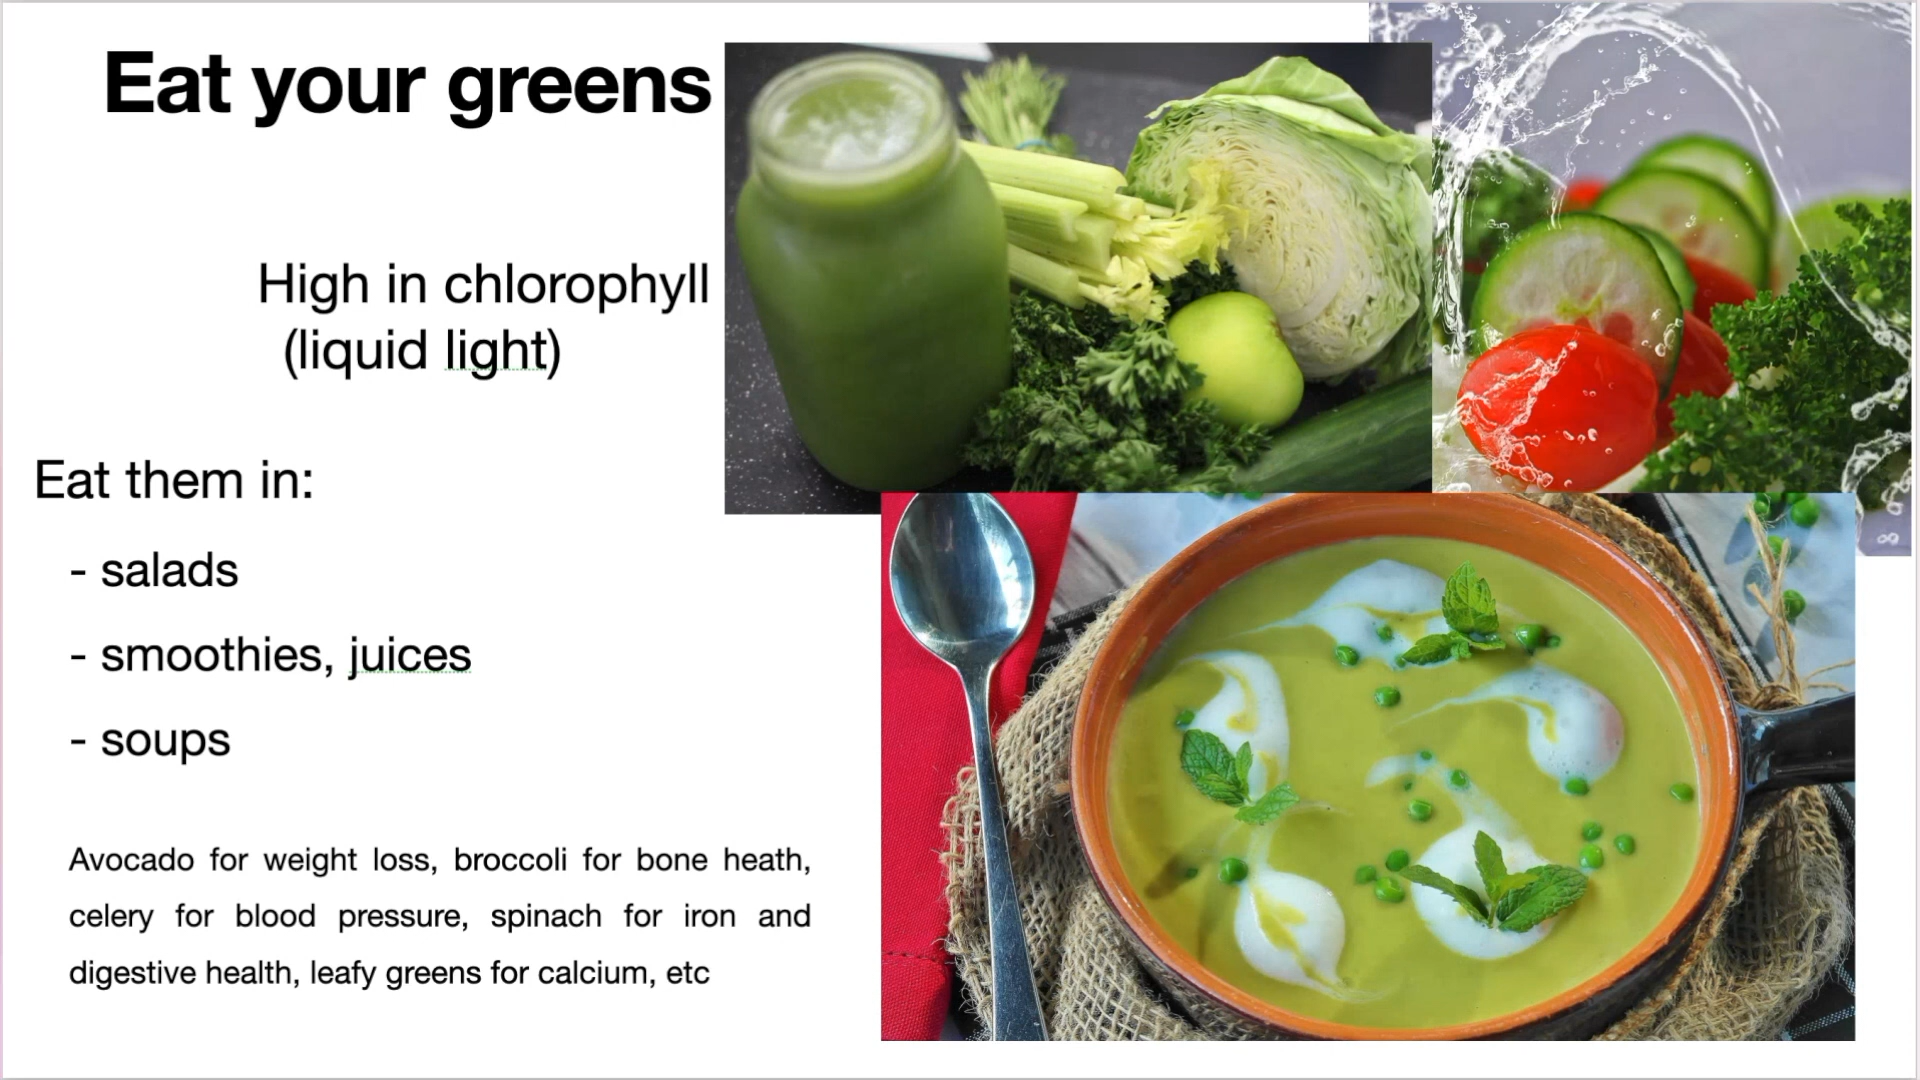 Eat your greens
High in chlorophyll
(liquid light)
Eat them in:
- salads
- smoothies, juices
- soups
Avocado for weight loss, broccoli for bone heath,
celery for blood pressure, spinach for iron and
digestive health, leafy greens for calcium, etc